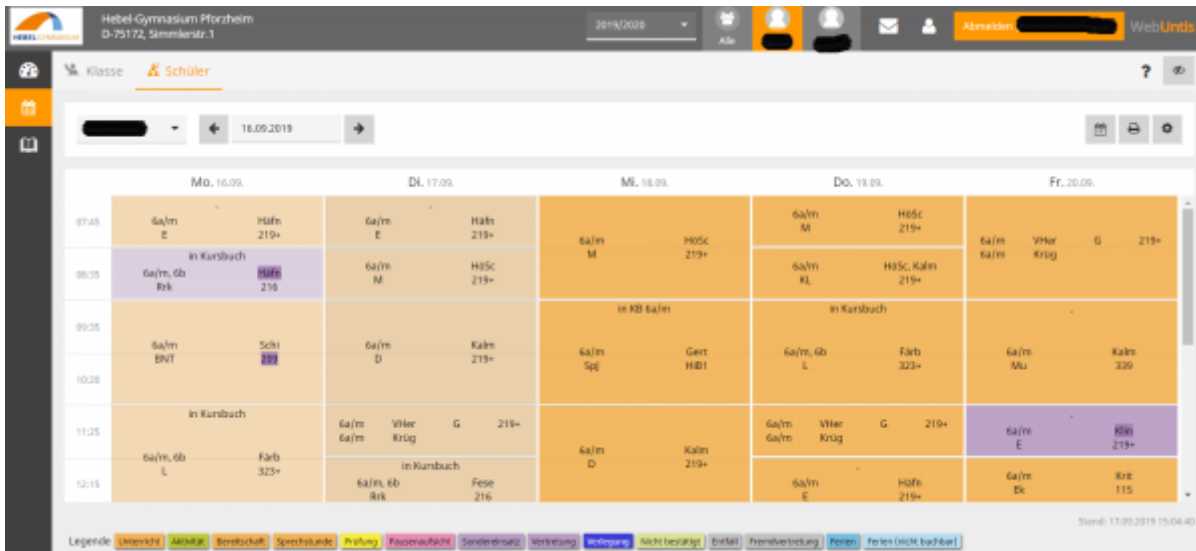 Hebel-Gymnasium Pforzheim
D-75172, Simmlerstr.1
2019/2020
Alle
Abmelden
WebUntis
HEBEL-GYMNASIUM
Klasse Schüler
?
16.09.2019
Mo. 16.09. Di. 17.09. Mi. 18.09. Do. 19.09. Fr. 20.09.
07:45
6a/m Häfn
E 219+
6a/m Häfn
E 219+
6a/m HöSc
M 219+
6a/m HöSc
M 219+
6a/m VHer G 219+
6a/m Krüg
08:35
in Kursbuch
6a/m, 6b Häfn
Rrk 216
6a/m HöSc
M 219+
6a/m HöSc, Kalm
KL 219+
09:35
6a/m Schi
BNT 209
6a/m Kalm
D 219+
in KB 6a/m
6a/m Gert
Spj HiB1
in Kursbuch
6a/m, 6b Färb
L 323+
6a/m Kalm
Mu 339
10:20
11:25
in Kursbuch
6a/m, 6b Färb
L 323+
6a/m VHer G 219+
6a/m Krüg
6a/m Kalm
D 219+
6a/m VHer G 219+
6a/m Krüg
6a/m Klin
E 219+
12:15
in Kursbuch
6a/m, 6b Fese
Rrk 216
6a/m Häfn
E 219+
6a/m Krit
Ek 115
Stand: 17.09.2019 15:04:40
Legende Unterricht Aktivität Bereitschaft Sprechstunde Prüfung Pausenaufsicht Sondereinsatz Vertretung Verlegung Nicht bestätigt Entfall Fremdvertretung Ferien Ferien (nicht buchbar)